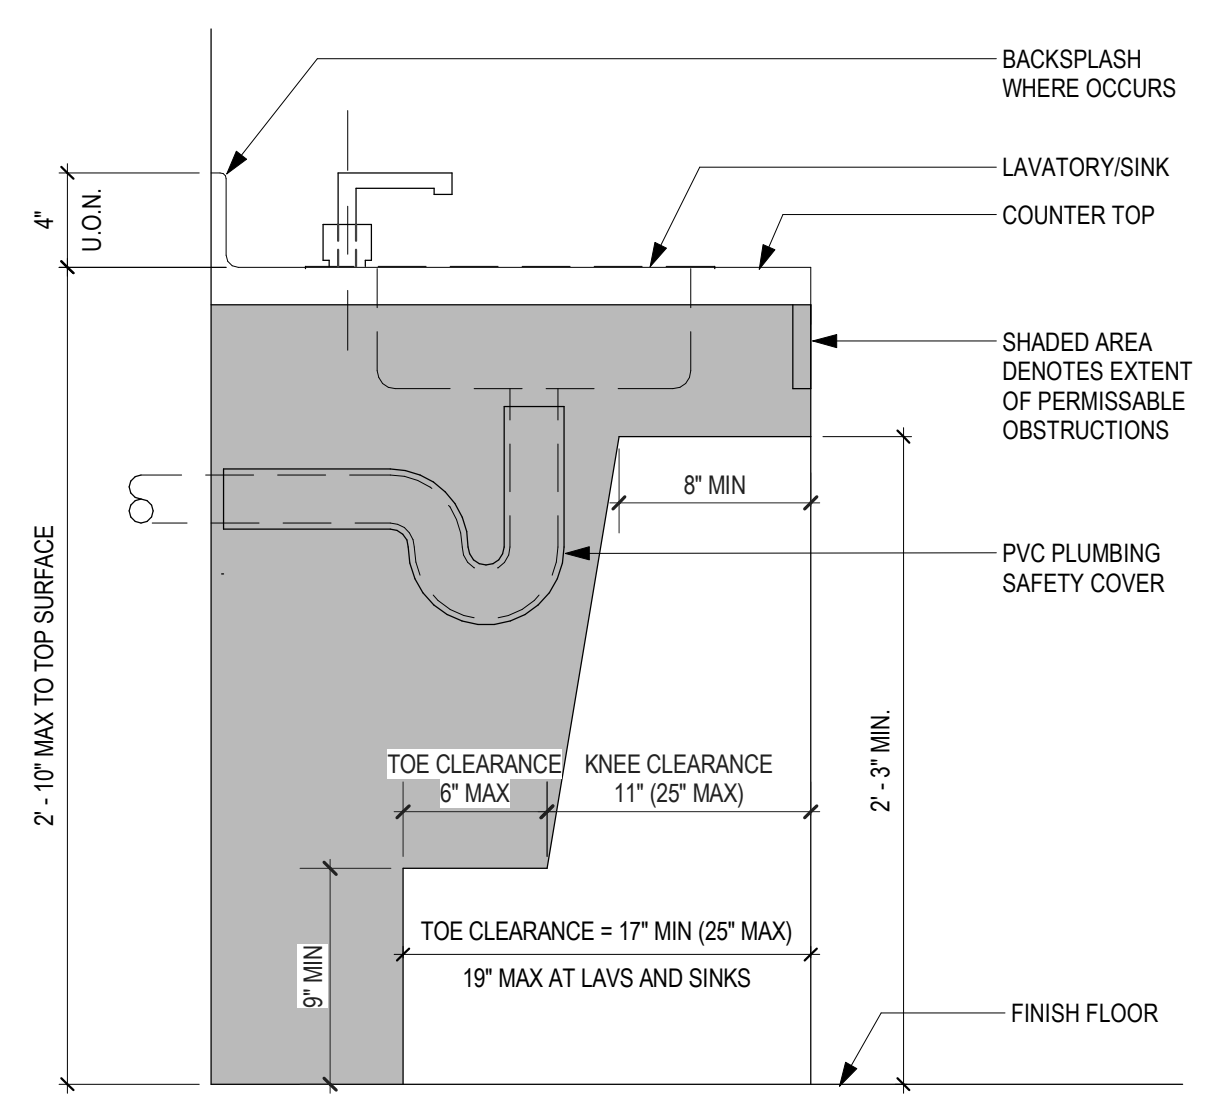 BACKSPLASH
WHERE OCCURS
LAVATORY/SINK
COUNTER TOP
4"
U.O.N.
SHADED AREA
DENOTES EXTENT
OF PERMISSABLE
OBSTRUCTIONS
8" MIN
PVC PLUMBING
SAFETY COVER
2' - 10" MAX TO TOP SURFACE
2' - 3" MIN.
TOE CLEARANCE
6" MAX
KNEE CLEARANCE
11" (25" MAX)
TOE CLEARANCE = 17" MIN (25" MAX)
19" MAX AT LAVS AND SINKS
9" MIN
FINISH FLOOR